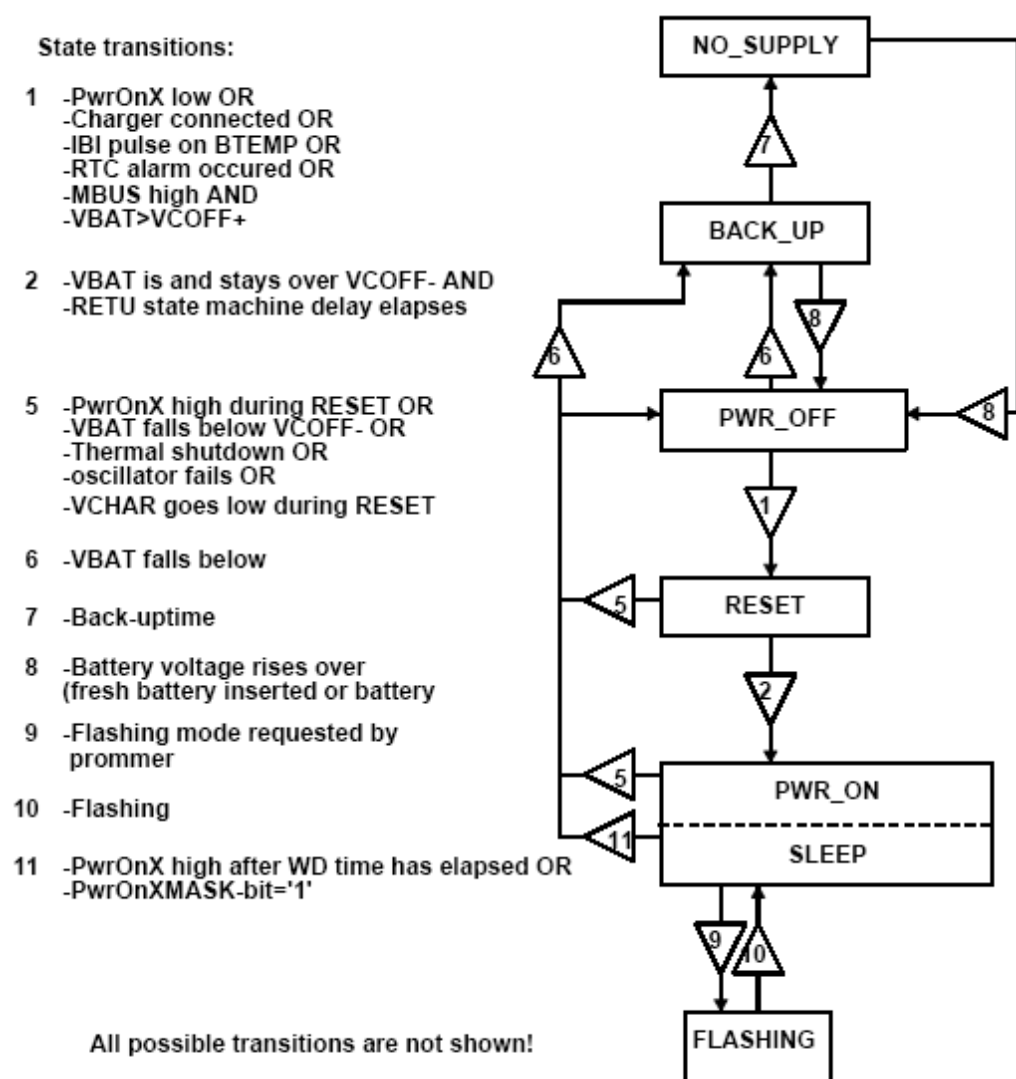 State transitions:
1 -PwrOnX low OR
-Charger connected OR
-IBI pulse on BTEMP OR
-RTC alarm occured OR
-MBUS high AND
-VBAT>VCOFF+
2 -VBAT is and stays over VCOFF- AND
-RETU state machine delay elapses
5 -PwrOnX high during RESET OR
-VBAT falls below VCOFF- OR
-Thermal shutdown OR
-oscillator fails OR
-VCHAR goes low during RESET
6 -VBAT falls below
7 -Back-uptime
8 -Battery voltage rises over
(fresh battery inserted or battery
9 -Flashing mode requested by
prommer
10 -Flashing
11 -PwrOnX high after WD time has elapsed OR
-PwrOnXMASK-bit='1'
All possible transitions are not shown!
NO_SUPPLY
7
BACK_UP
6
6
8
PWR_OFF
8
1
RESET
5
2
PWR_ON
5
SLEEP
11
9
10
FLASHING